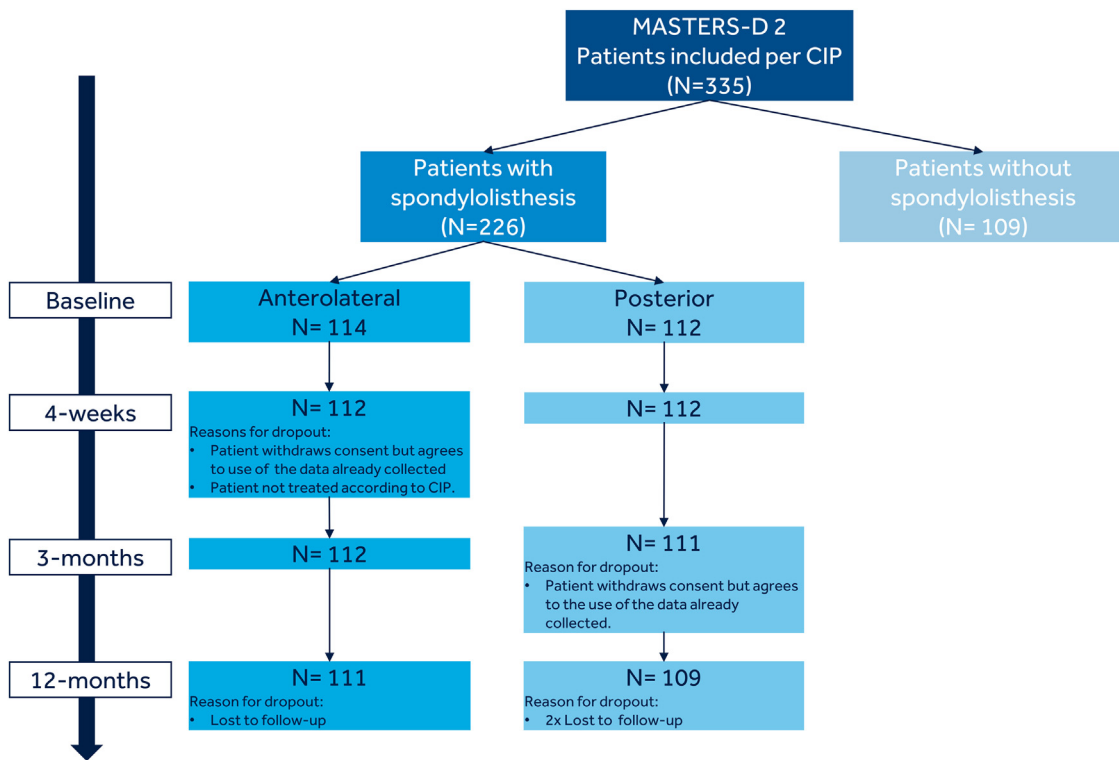 MASTERS-D 2
Patients included per CIP
(N=335)
Patients with
spondylolisthesis
(N=226)
Patients without
spondylolisthesis
(N= 109)
Baseline
Anterolateral
N= 114
Posterior
N= 112
4-weeks
N= 112
Reasons for dropout:
• Patient withdraws consent but agrees
to use of the data already collected
• Patient not treated according to CIP.
N= 112
3-months
N= 112
N= 111
Reason for dropout:
• Patient withdraws consent but agrees
to the use of the data already
collected.
12-months
N= 111
Reason for dropout:
• Lost to follow-up
N= 109
Reason for dropout:
• 2x Lost to follow-up